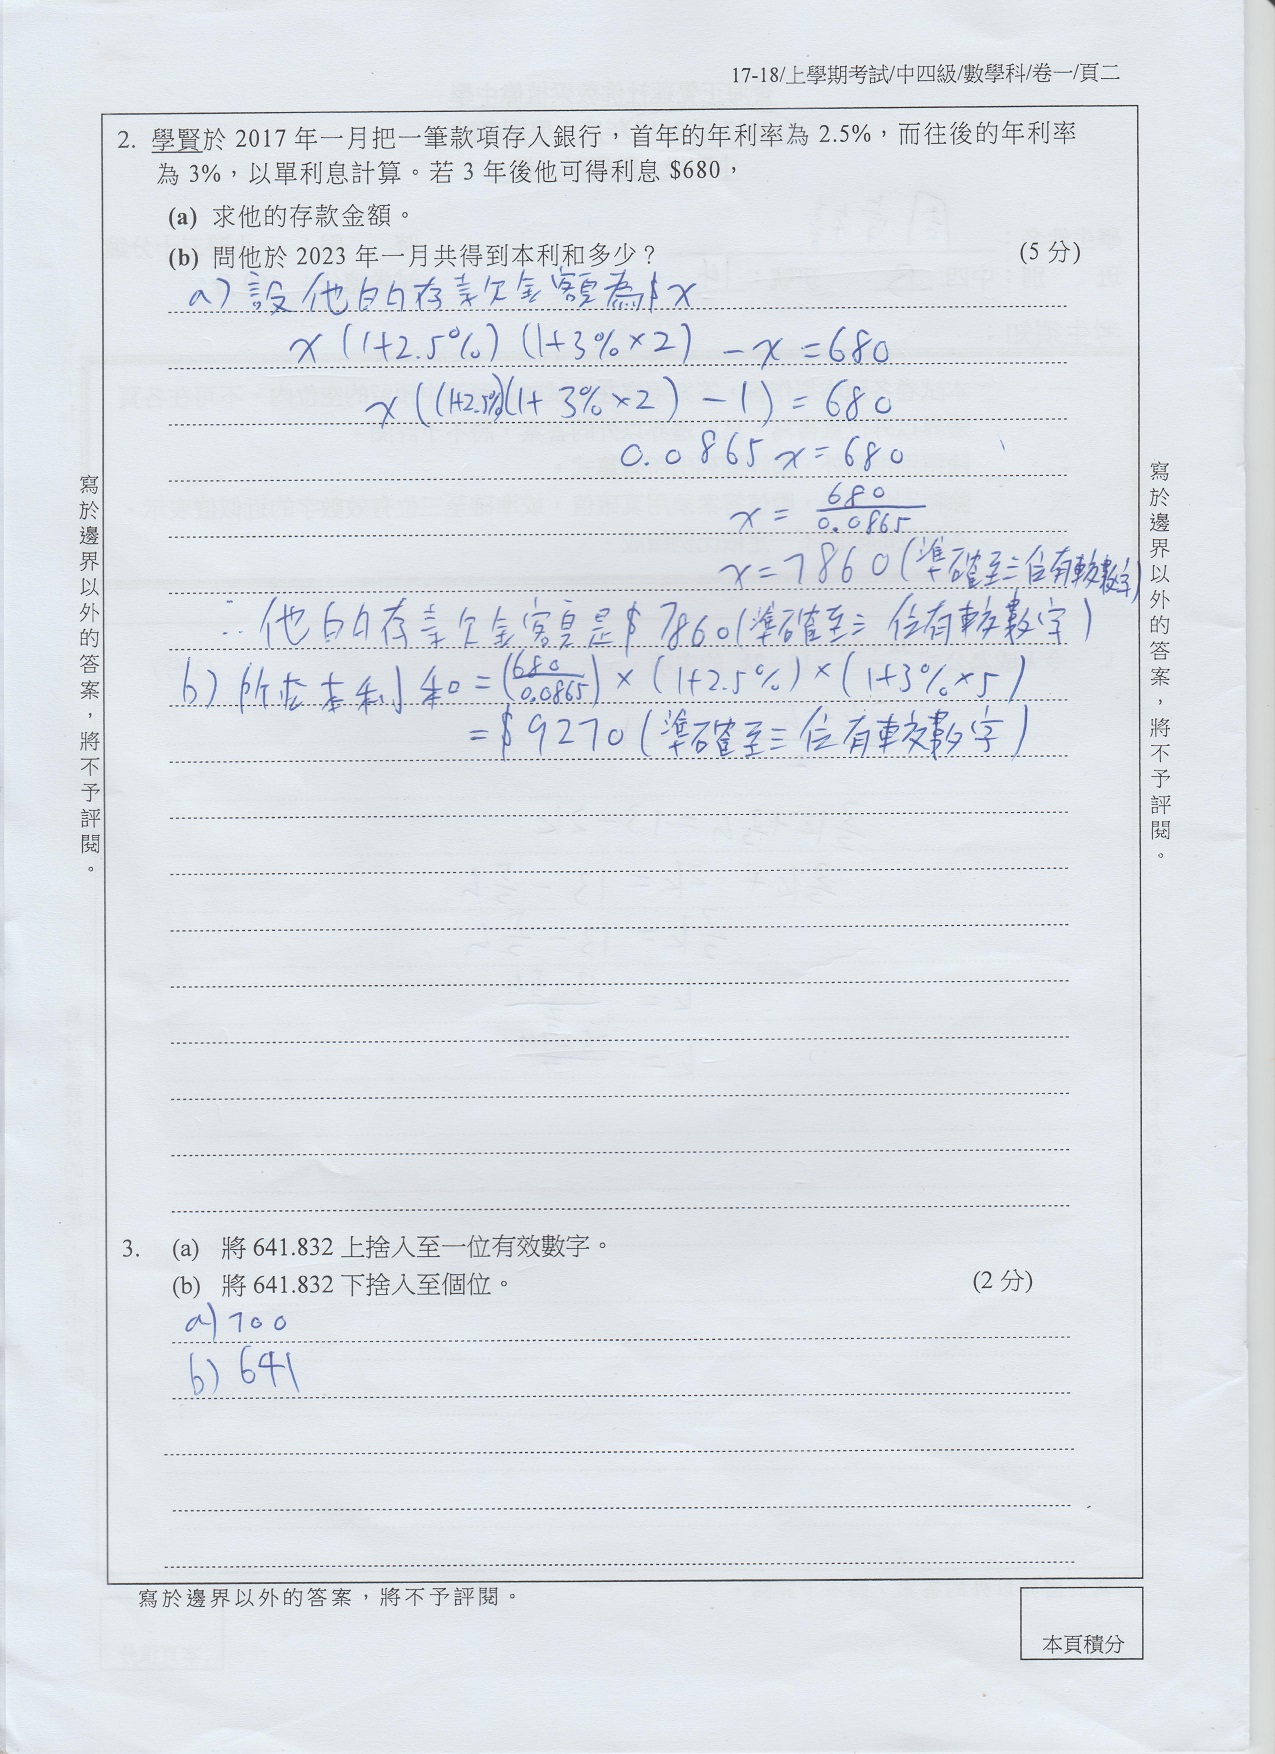 17-18/上學期考試/中四級/數學科/卷一/頁二
2. 學賢於 2017 年一月把一筆款項存入銀行，首年的年利率為 2.5%，而往後的年利率
為 3%，以單利息計算。若 3 年後他可得利息 $680，
(a) 求他的存款金額。
(b) 問他於 2023 年一月共得到本利和多少？ (5 分)
a) 設他的存款金額為$x
x(1+2.5%)(1+3%×2) -x=680
x((1+2.5%)(1+3%×2)-1)=680
0.0865x=680
x=680/0.0865
x=7860(準確至三位有效數字)
∴他的存款金額是$7860(準確至三位有效數字)
b) 所本利和=(680/0.0865)×(1+2.5%)×(1+3%×5)
=$9270(準確至三位有效數字)
3. (a) 將 641.832 上捨入至一位有效數字。
(b) 將 641.832 下捨入至個位。 (2 分)
a) 700
b) 641
寫於邊界以外的答案，將不予評閱。
寫於邊界以外的答案，將不予評閱。
寫於邊界以外的答案，將不予評閱。
本頁積分